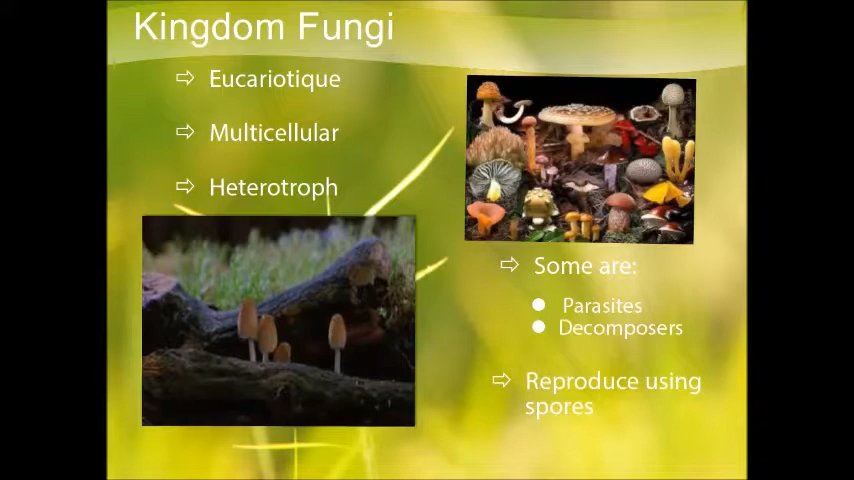 Kingdom Fungi
Eucariotique
Multicellular
Heterotroph
Some are:
Parasites
Decomposers
Reproduce using
spores